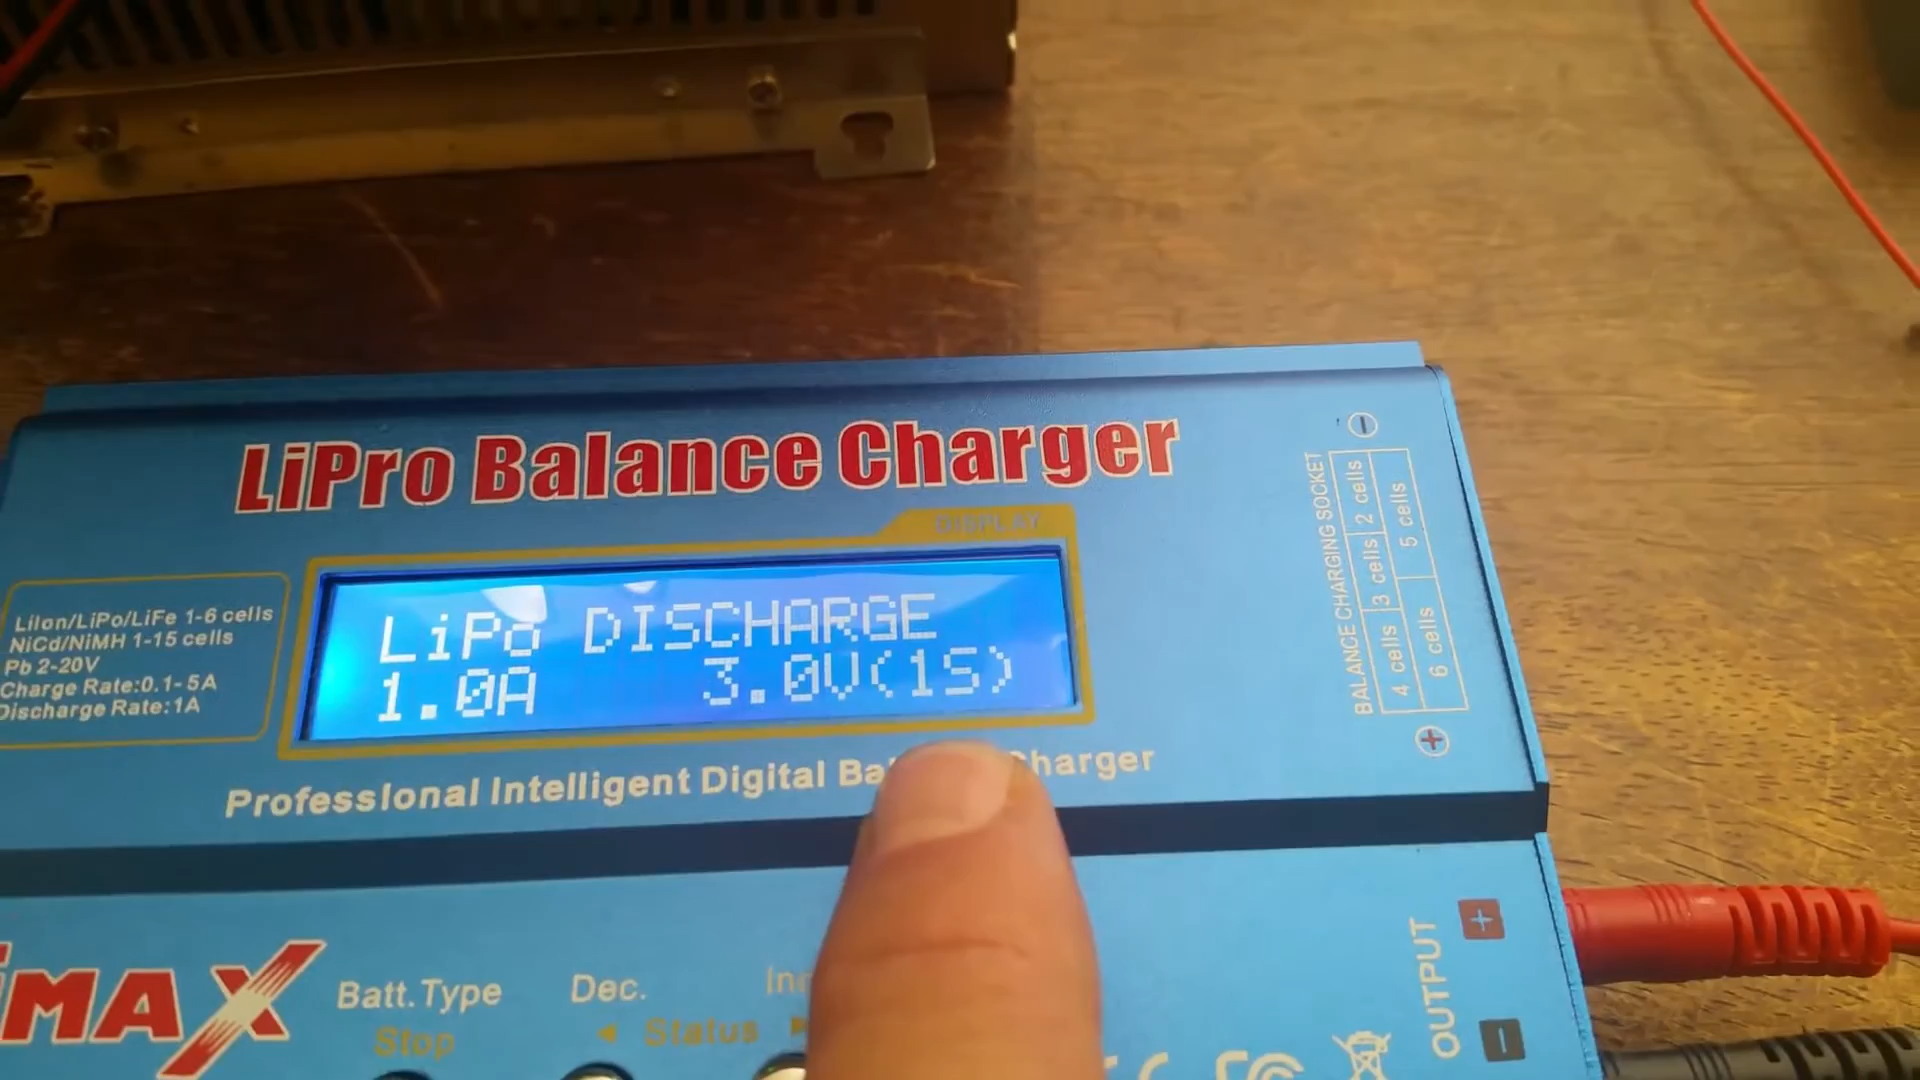 LiPro Balance Charger
DISPLAY
LiPo DISCHARGE
1.0A 3.0V(1S)
LiIon/LiPo/LiFe 1-6 cells
NiCd/NiMH 1-15 cells
Pb 2-20V
Charge Rate:0.1-5A
Discharge Rate:1A
Professional Intelligent Digital Charger
BALANCE CHARGING SOCKET
2 cells
3 cells
4 cells
5 cells
6 cells
MAX
Batt.Type
Stop
Dec.
Status
OUTPUT
+
-